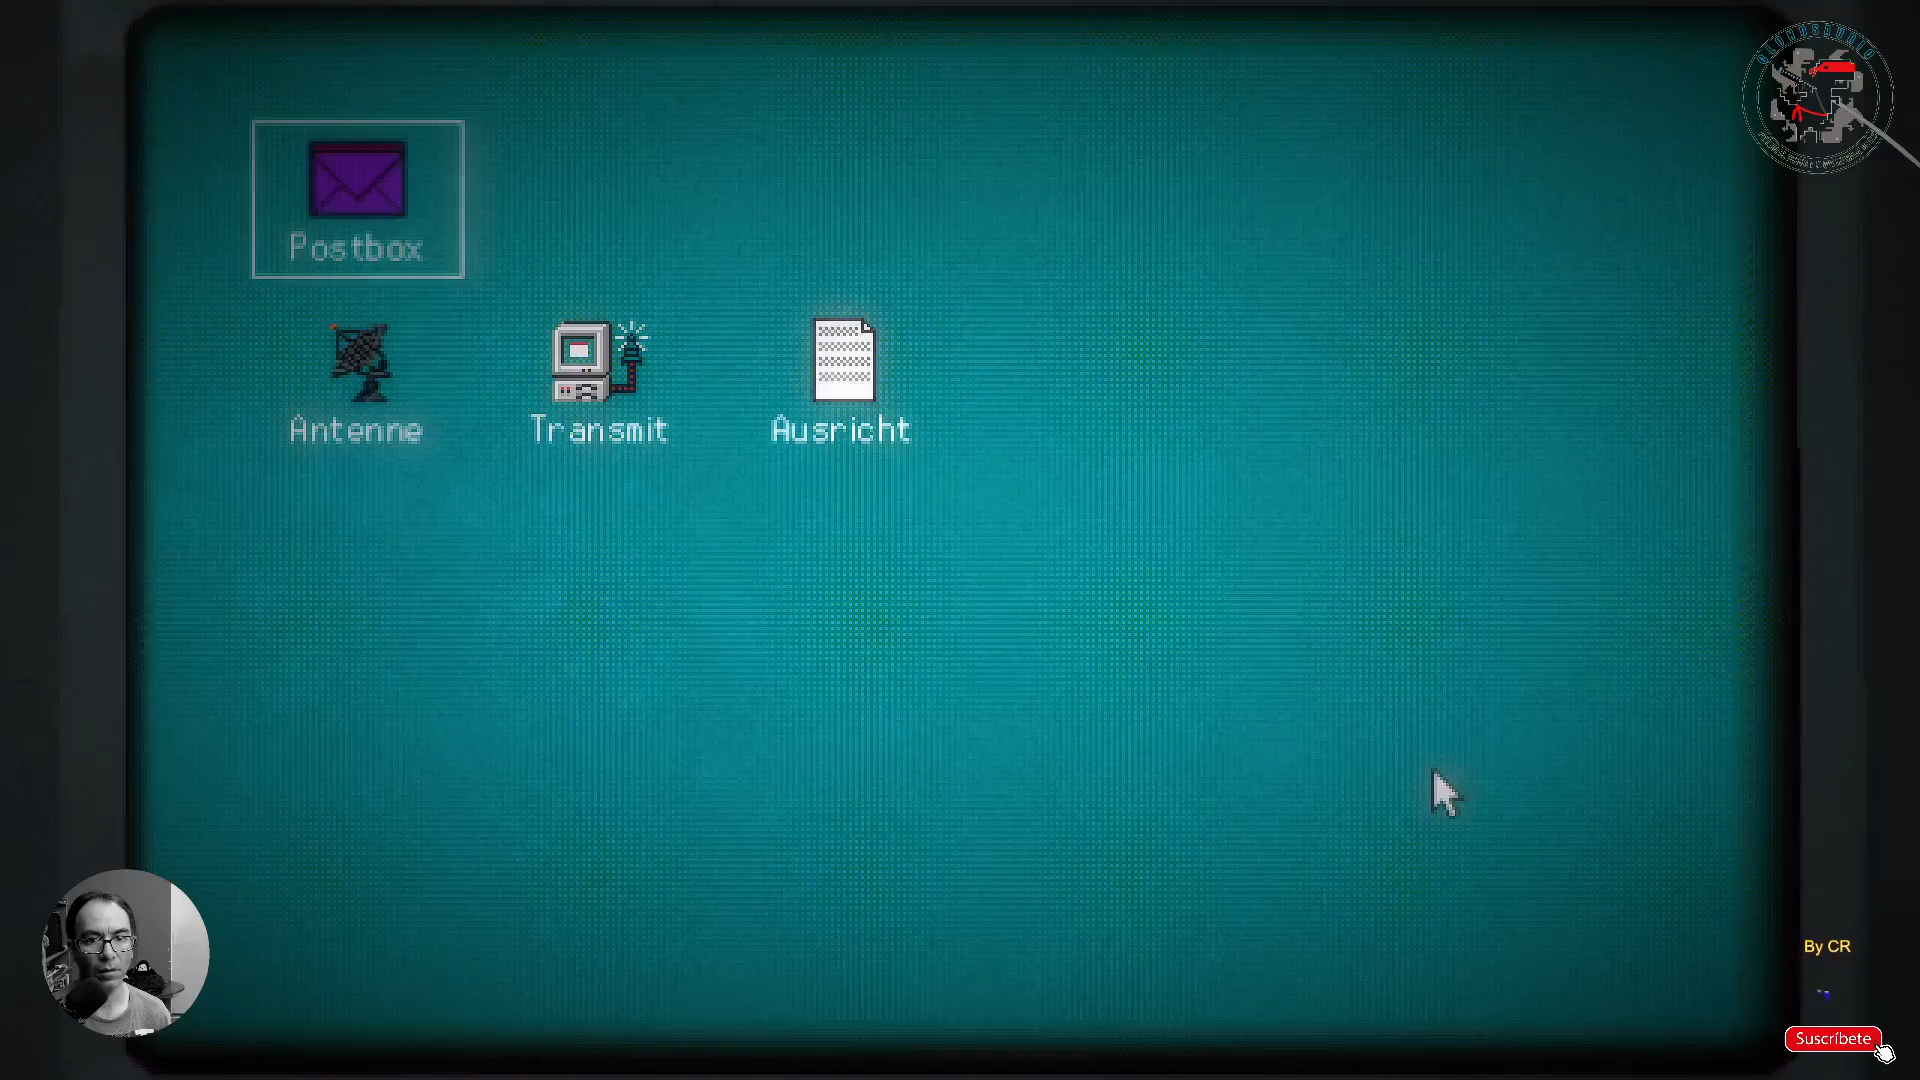 Postbox
Antenne
Transmit
Ausricht
By CR
Suscríbete